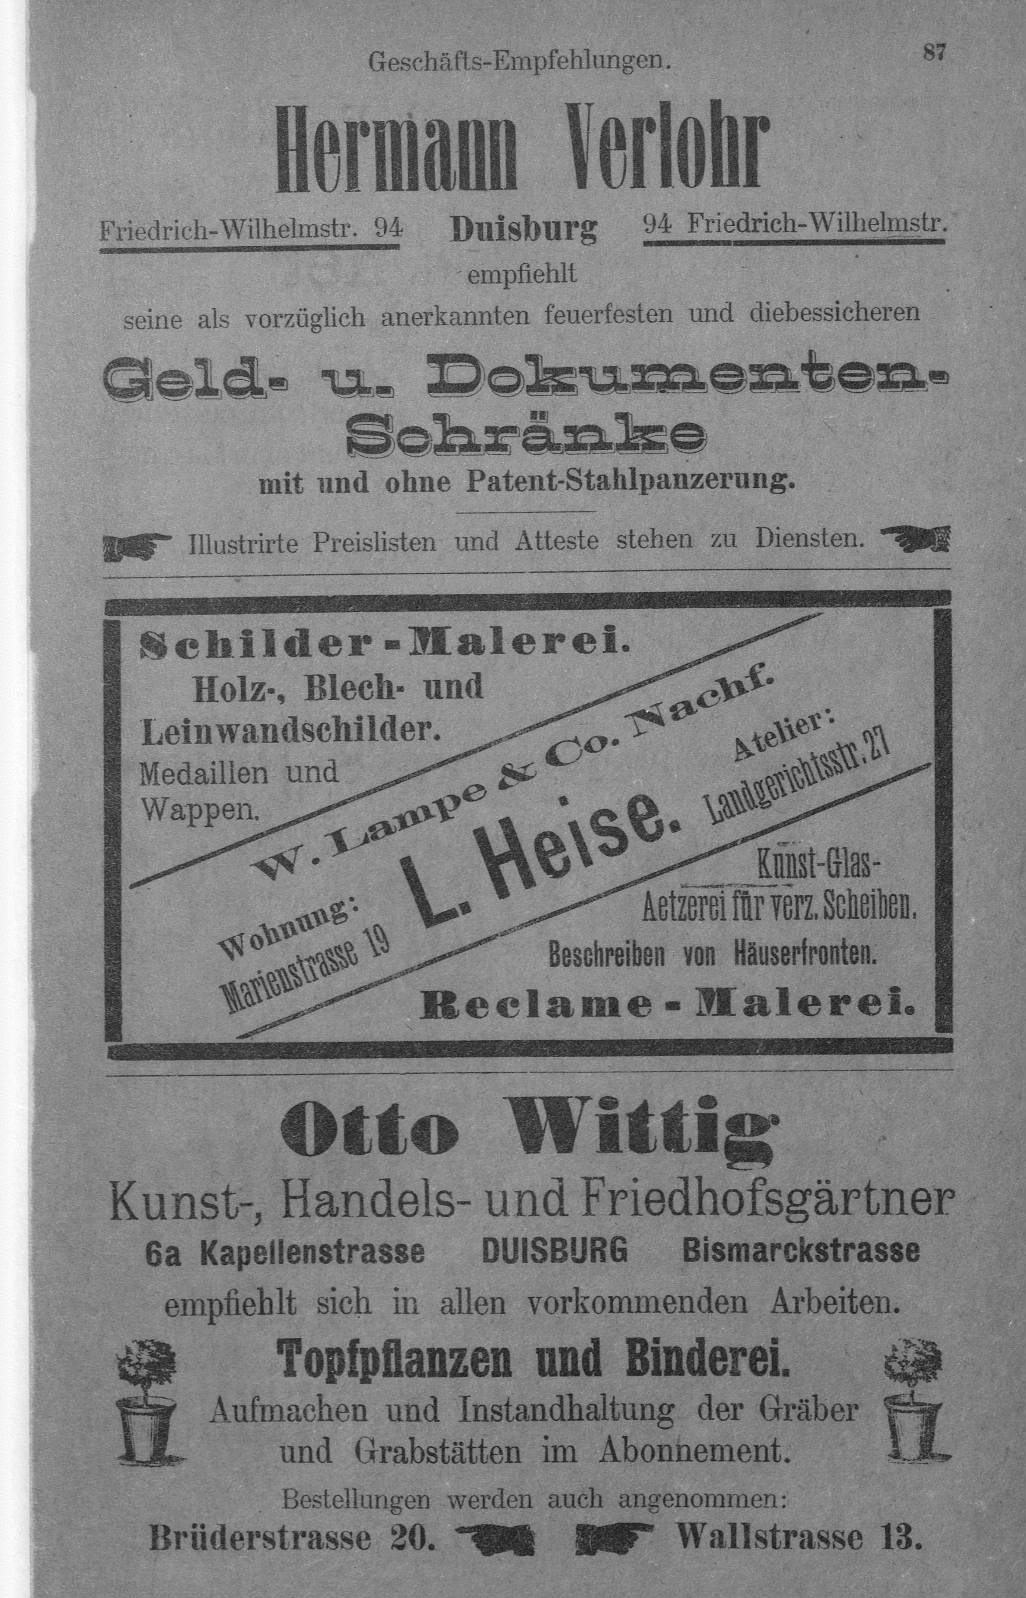 Geschäfts-Empfehlungen. 87
Hermann Verlohr
Friedrich-Wilhelmstr. 94 Duisburg 94 Friedrich-Wilhelmstr.
empfiehlt
seine als vorzüglich anerkannten feuerfesten und diebessicheren
Geld- u. Dokumenten-
Schränke
mit und ohne Patent-Stahlpanzerung.
Illustrirte Preislisten und Atteste stehen zu Diensten.
Schilder-Malerei.
Holz-, Blech- und
Leinwandschilder.
Medaillen und
Wappen.
W. Lampe & Co. Nachf.
L. Heise.
Atelier:
Landgerichtsstr. 27
Wohnung:
Marienstrasse 19
Kunst-Glas-
Aetzerei für verz. Scheiben.
Beschreiben von Häuserfronten.
Reclame-Malerei.
Otto Wittig
Kunst-, Handels- und Friedhofsgärtner
6a Kapellenstrasse DUISBURG Bismarckstrasse
empfiehlt sich in allen vorkommenden Arbeiten.
Topfpflanzen und Binderei.
Aufmachen und Instandhaltung der Gräber
und Grabstätten im Abonnement.
Bestellungen werden auch angenommen:
Brüderstrasse 20. Wallstrasse 13.